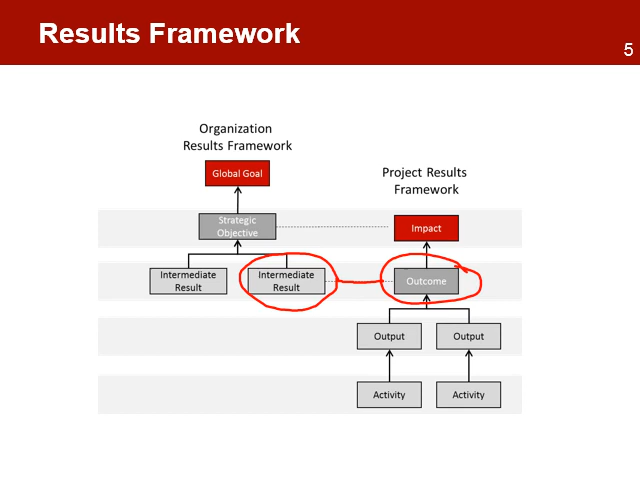 Results Framework
5
Organization
Results Framework
Global Goal
Project Results
Framework
Strategic
Objective
Impact
Intermediate
Result
Intermediate
Result
Outcome
Output
Output
Activity
Activity